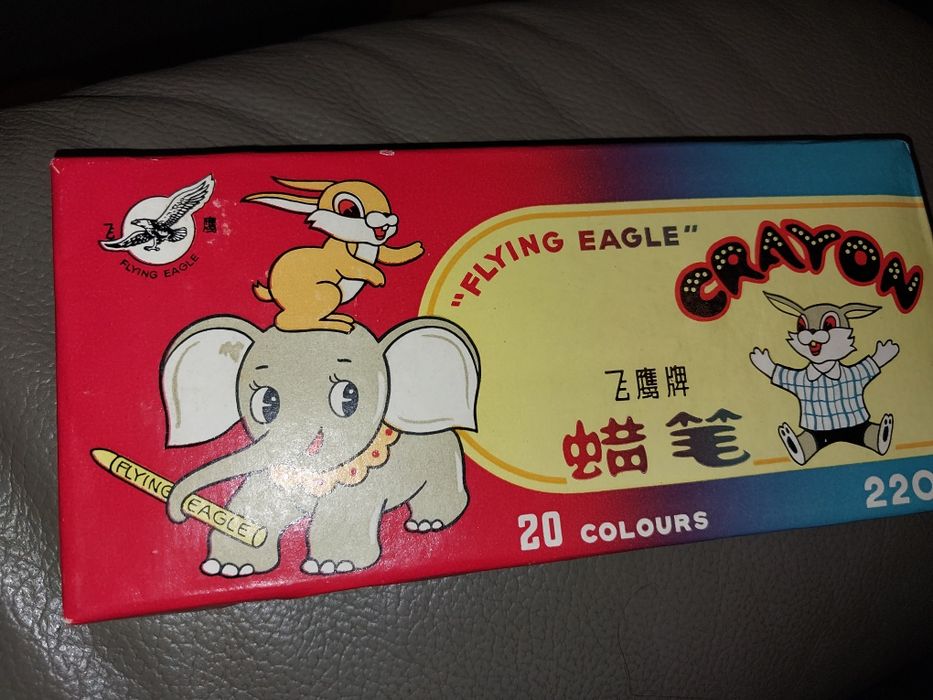 飞鹰
FLYING EAGLE
"FLYING EAGLE"
CRAYON
飞鹰牌
蜡笔
FLYING EAGLE
20 COLOURS
220